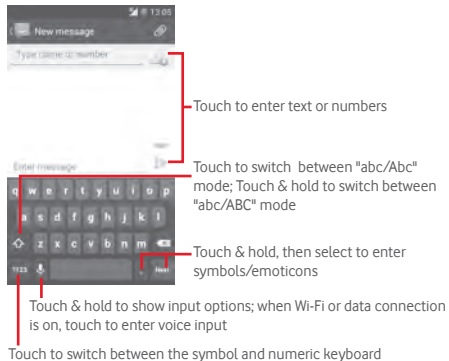 13:05
New message
Type name or number
Touch to enter text or numbers
Enter message
Touch to switch between "abc/Abc"
mode; Touch & hold to switch between
"abc/ABC" mode
q w e r t y u i o p
a s d f g h j k l
z x c v b n m
Touch & hold, then select to enter
symbols/emoticons
?123
Next
Touch & hold to show input options; when Wi-Fi or data connection
is on, touch to enter voice input
Touch to switch between the symbol and numeric keyboard